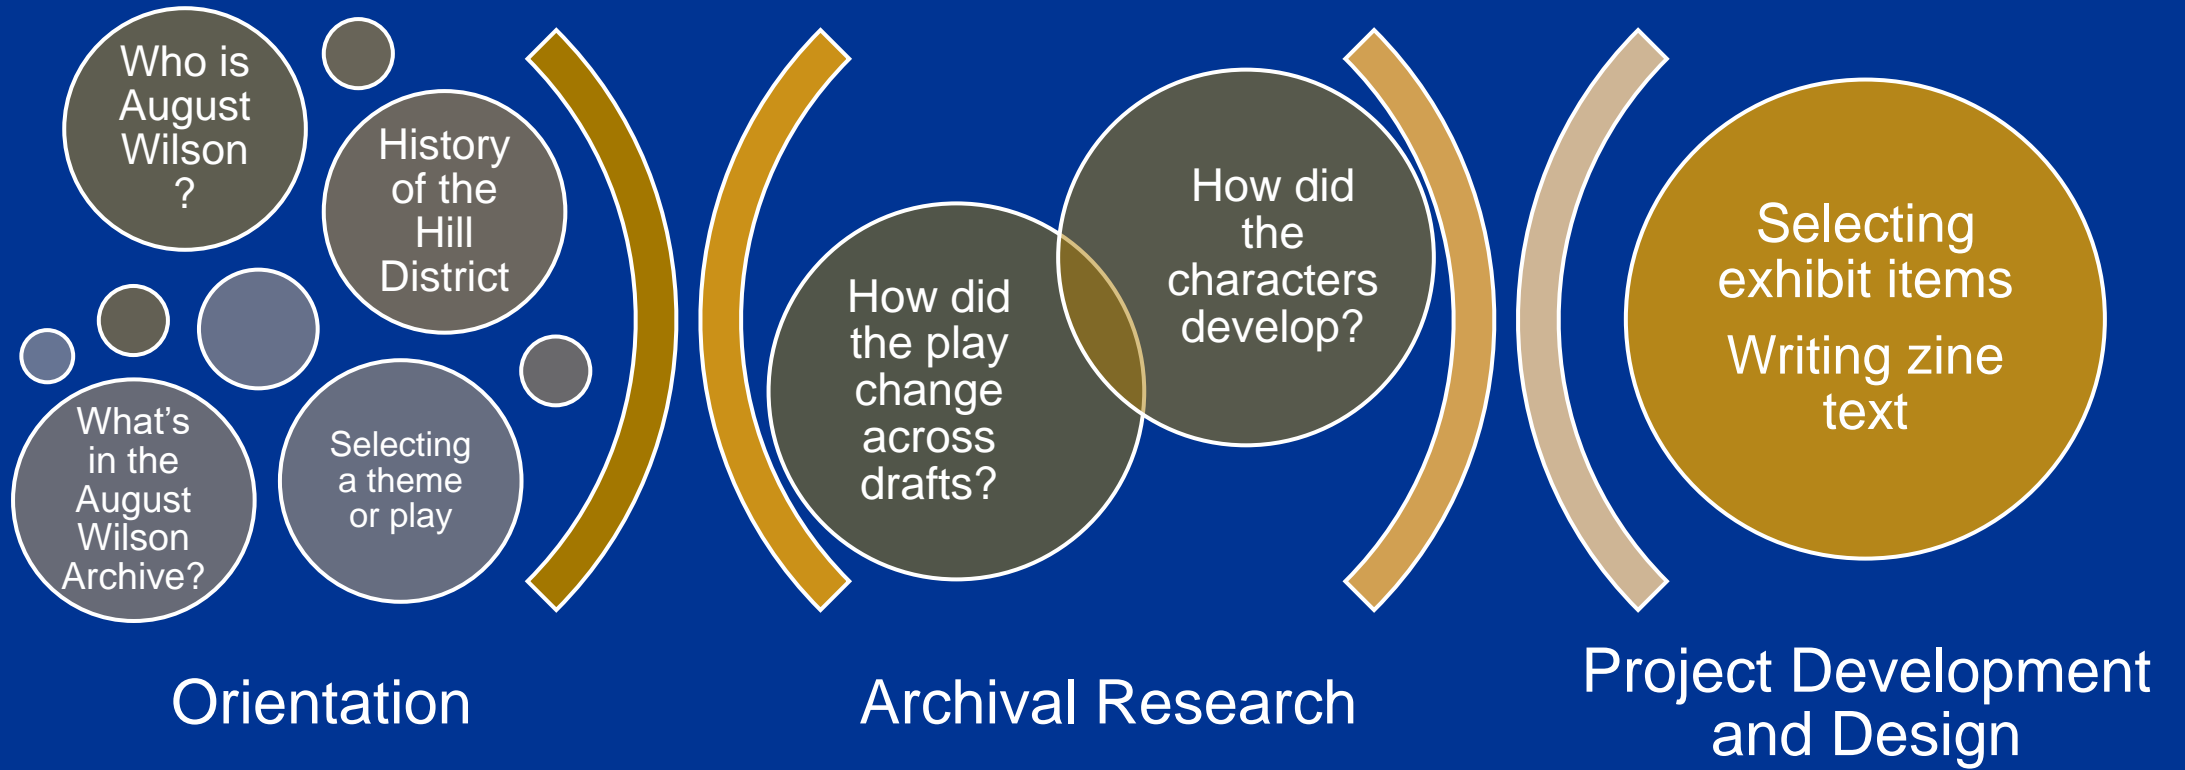 Who is
August
Wilson
?
History
of the
Hill
District
What’s
in the
August
Wilson
Archive?
Selecting
a theme
or play
Orientation
How did
the play
change
across
drafts?
How did
the
characters
develop?
Archival Research
Selecting
exhibit items
Writing zine
text
Project Development
and Design